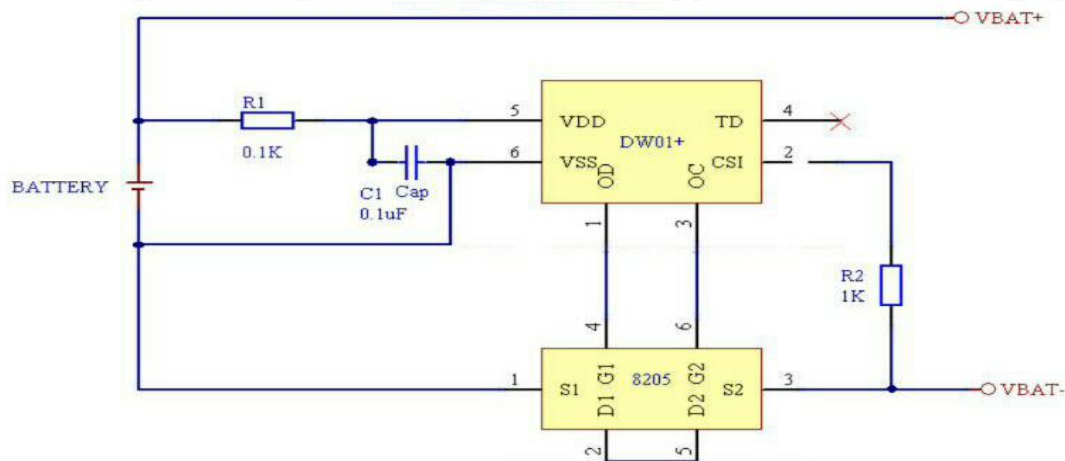 VBAT+
R1
0.1K
5 VDD
DW01+
TD 4
6 VSS
CSI 2
OD
OC
C1 Cap
0.1uF
BATTERY
1
3
R2
1K
4
6
1 S1
G1
8205
G2
S2 3
D1
D2
VBAT-
2
5